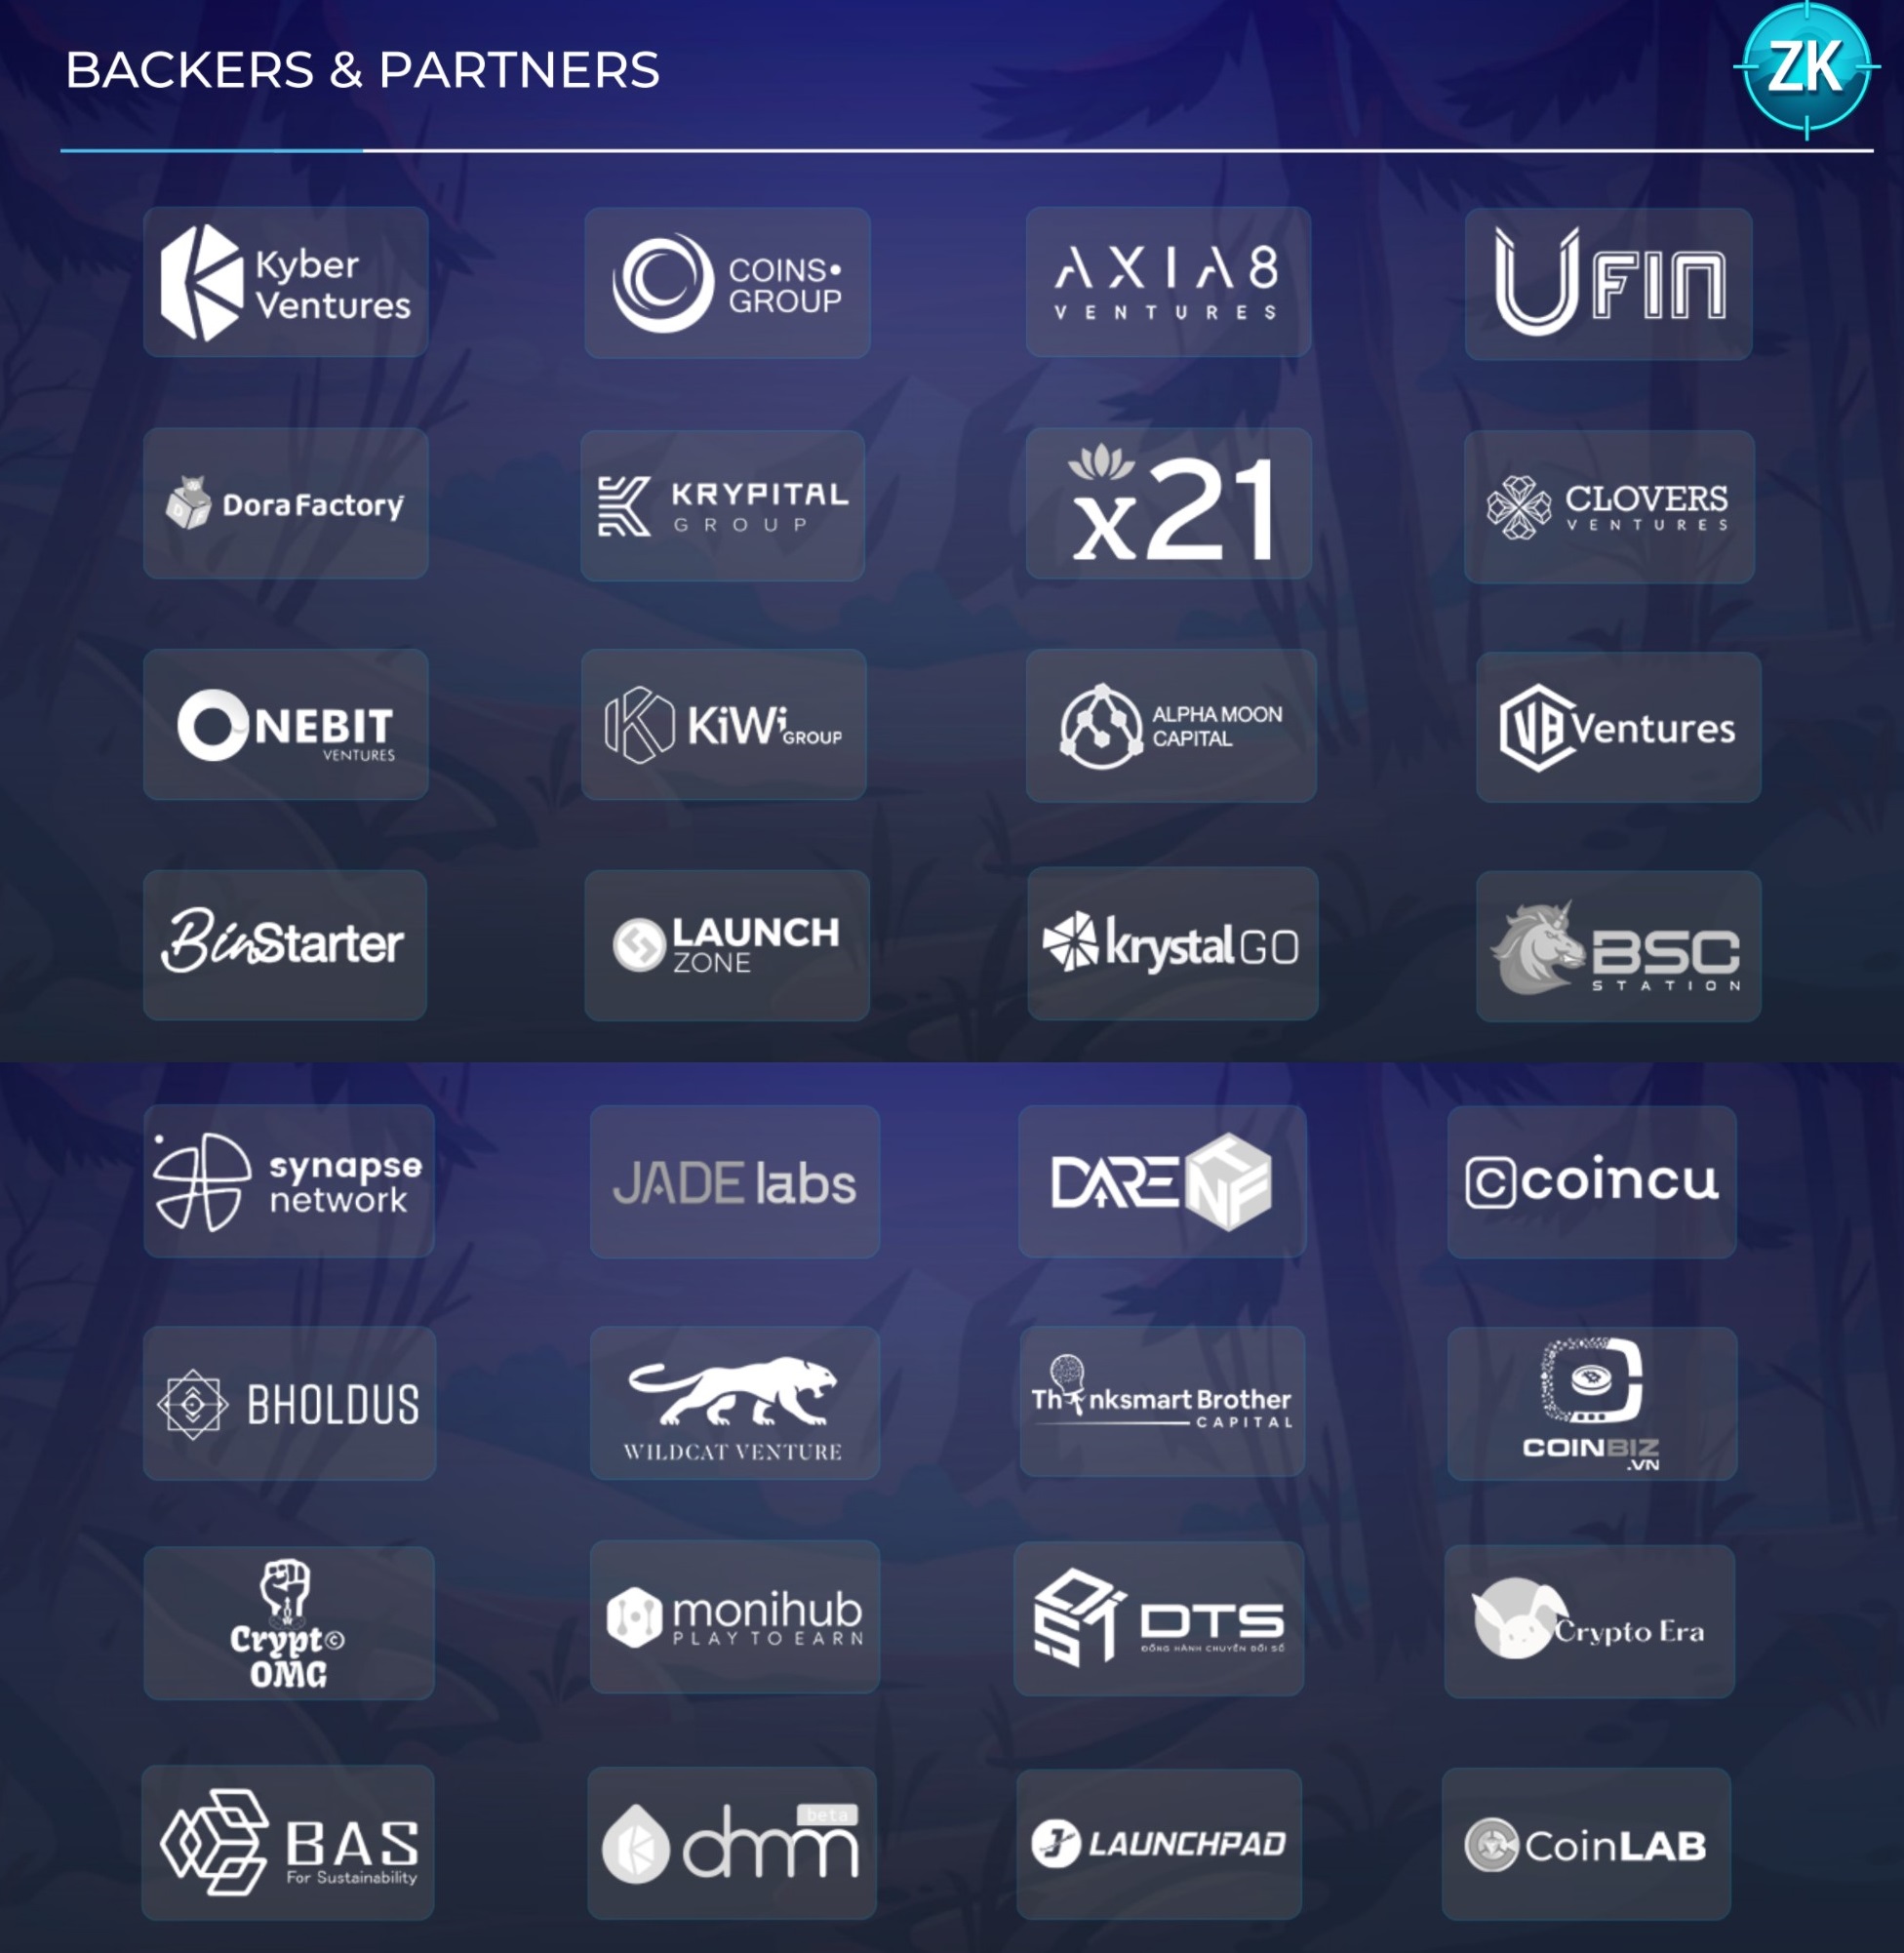 BACKERS & PARTNERS
ZK
Kyber
Ventures
COINS
GROUP
AXIA8
VENTURES
UFIN
Dora Factory
KRYPITAL
GROUP
x21
CLOVERS
VENTURES
ONEBIT
VENTURES
KiWi GROUP
ALPHA MOON
CAPITAL
VB Ventures
BinStarter
LAUNCH
ZONE
krystal GO
BSC
STATION
synapse
network
JADE labs
DARE NFT
coincu
BHOLDUS
WILDCAT VENTURE
Thinksmart Brother
CAPITAL
COINBIZ
.VN
Crypto
OMG
monihub
PLAY TO EARN
DTS
ĐỒNG HÀNH CHUYỂN ĐỔI SỐ
Crypto Era
BAS
For Sustainability
beta
dmm
LAUNCHPAD
CoinLAB